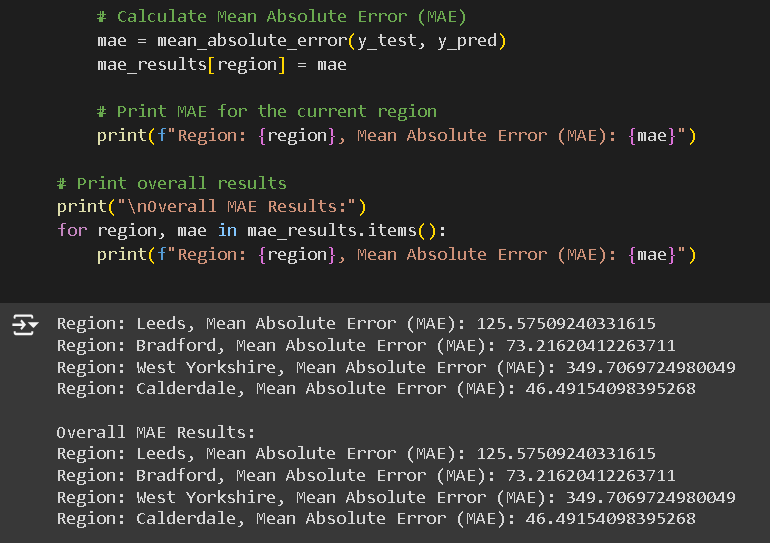 # Calculate Mean Absolute Error (MAE)
mae = mean_absolute_error(y_test, y_pred)
mae_results[region] = mae
# Print MAE for the current region
print(f"Region: {region}, Mean Absolute Error (MAE): {mae}")
# Print overall results
print("\nOverall MAE Results:")
for region, mae in mae_results.items():
print(f"Region: {region}, Mean Absolute Error (MAE): {mae}")
Region: Leeds, Mean Absolute Error (MAE): 125.57509240331615
Region: Bradford, Mean Absolute Error (MAE): 73.21620412263711
Region: West Yorkshire, Mean Absolute Error (MAE): 349.7069724980049
Region: Calderdale, Mean Absolute Error (MAE): 46.49154098395268
Overall MAE Results:
Region: Leeds, Mean Absolute Error (MAE): 125.57509240331615
Region: Bradford, Mean Absolute Error (MAE): 73.21620412263711
Region: West Yorkshire, Mean Absolute Error (MAE): 349.7069724980049
Region: Calderdale, Mean Absolute Error (MAE): 46.49154098395268